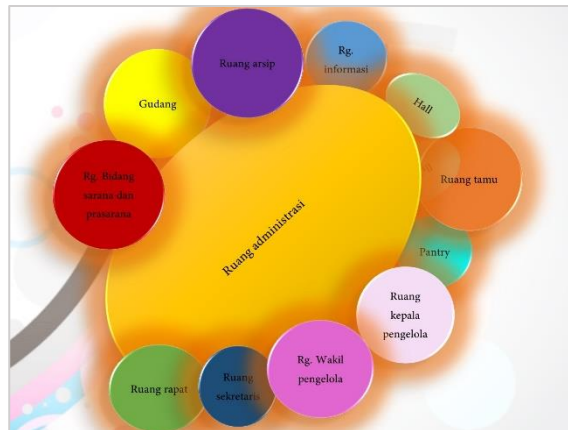 Ruang arsip
Rg.
informasi
Hall
Gudang
Ruang tamu
Rg. Bidang
sarana dan
prasarana
Ruang administrasi
Pantry
Ruang
kepala
pengelola
Rg. Wakil
pengelola
Ruang
sekretaris
Ruang rapat